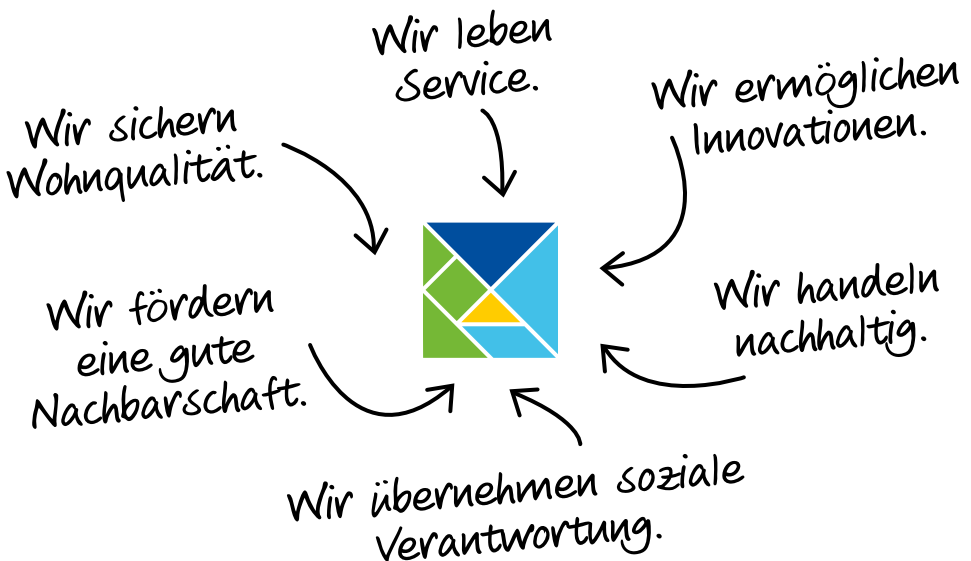 Wir leben
Service.
Wir ermöglichen
Innovationen.
Wir sichern
Wohnqualität.
Wir handeln
nachhaltig.
Wir fördern
eine gute
Nachbarschaft.
Wir übernehmen soziale
Verantwortung.